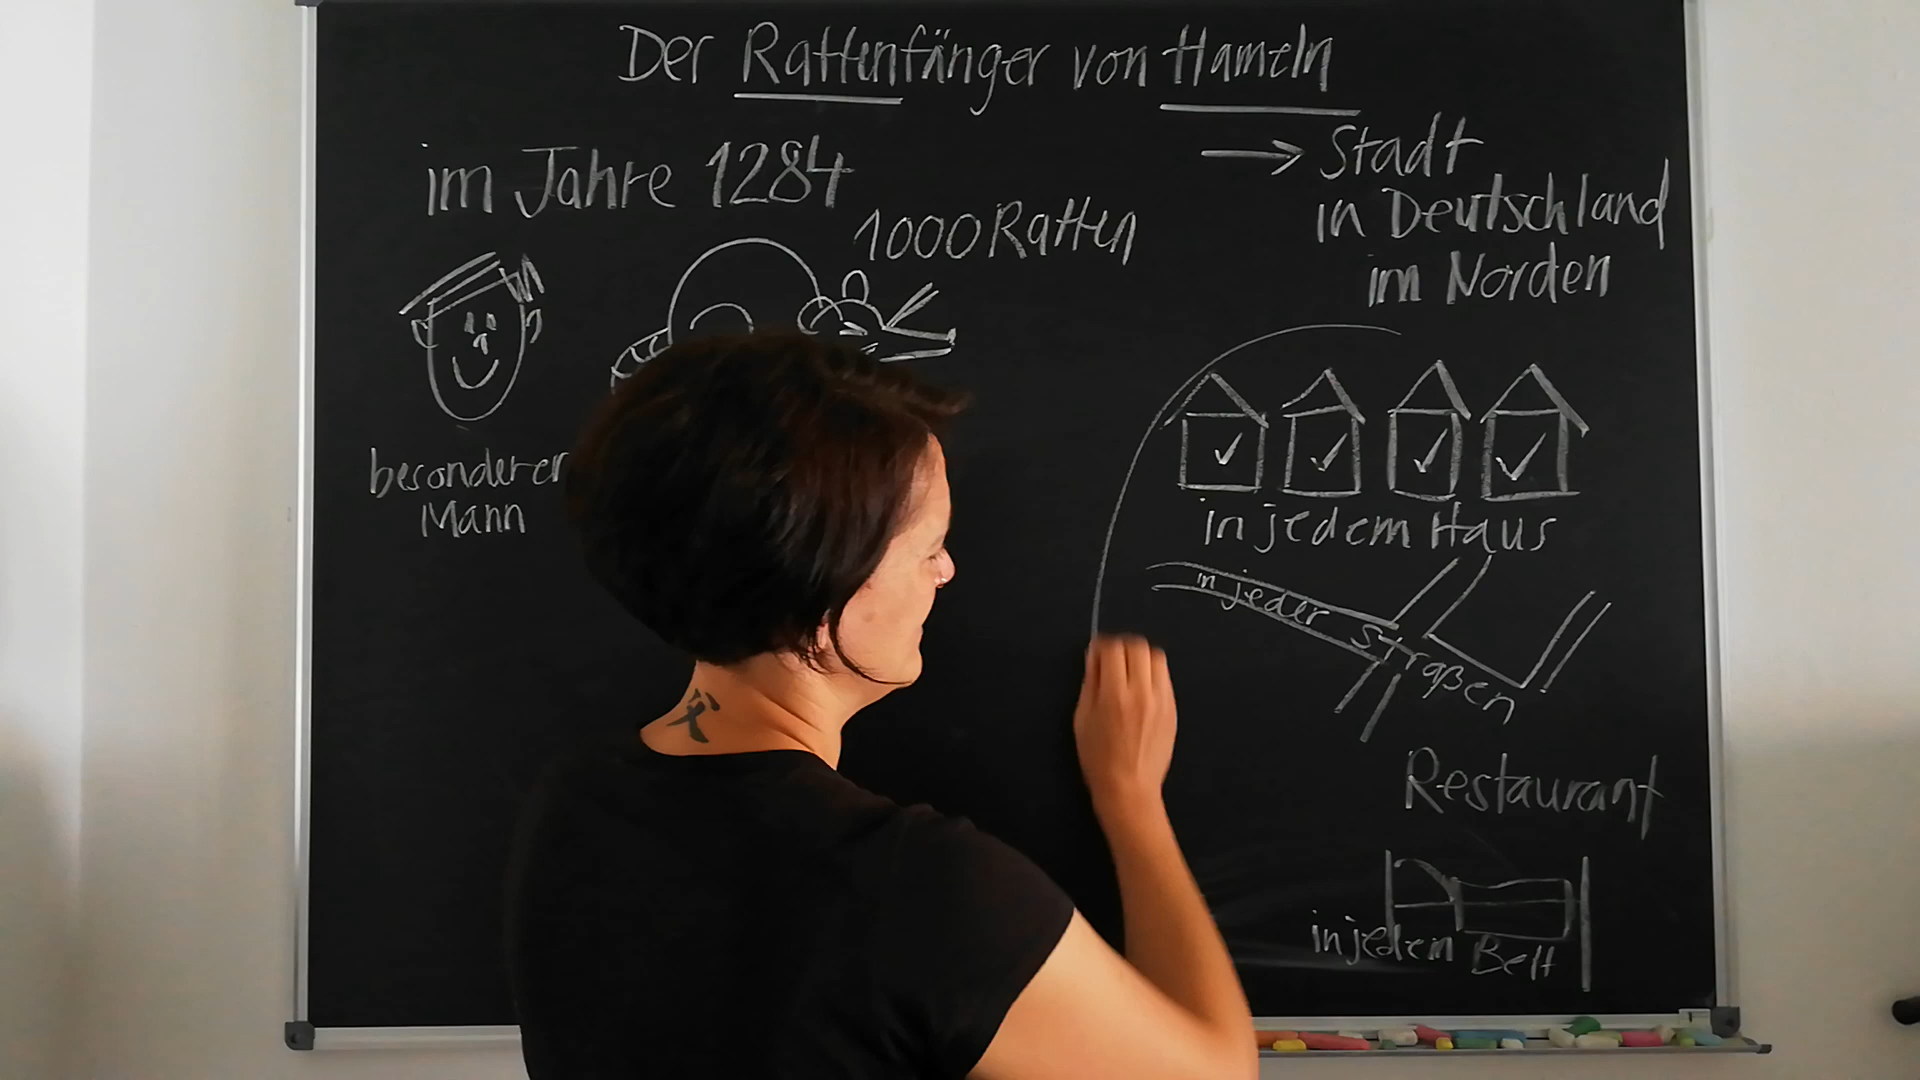 Der Rattenfänger von Hameln
im Jahre 1284
1000 Ratten
→ Stadt
in Deutschland
im Norden
besonderer
Mann
in jedem Haus
in jeder Straßen
Restaurant
in jedem Bett
父